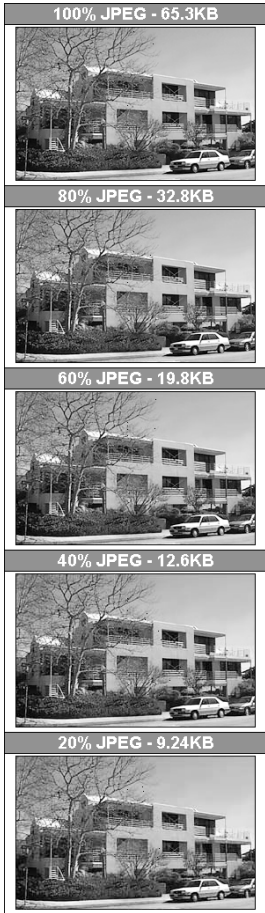 100% JPEG - 65.3KB
80% JPEG - 32.8KB
60% JPEG - 19.8KB
40% JPEG - 12.6KB
20% JPEG - 9.24KB